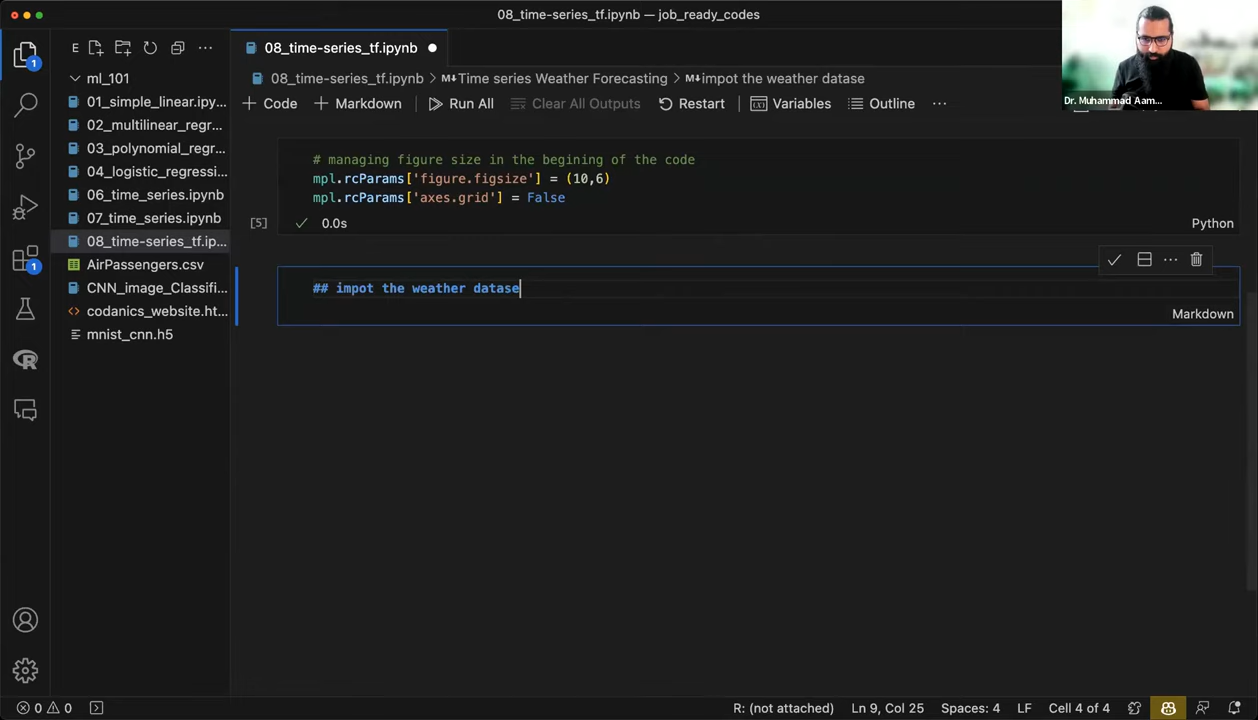 08_time-series_tf.ipynb — job_ready_codes
Dr. Muhammad Aam...
E
1
08_time-series_tf.ipynb
08_time-series_tf.ipynb > M↓Time series Weather Forecasting > M↓impot the weather datase
+ Code + Markdown Run All Clear All Outputs Restart Variables Outline ...
ml_101
01_simple_linear.ipy...
02_multilinear_regr...
03_polynomial_regr...
04_logistic_regressi...
06_time_series.ipynb
07_time_series.ipynb
08_time-series_tf.ip...
AirPassengers.csv
CNN_image_Classifi...
codanics_website.ht...
mnist_cnn.h5
1
# managing figure size in the begining of the code
mpl.rcParams['figure.figsize'] = (10,6)
mpl.rcParams['axes.grid'] = False
[5] 0.0s Python
## impot the weather datase
Markdown
0 0 R: (not attached) Ln 9, Col 25 Spaces: 4 LF Cell 4 of 4